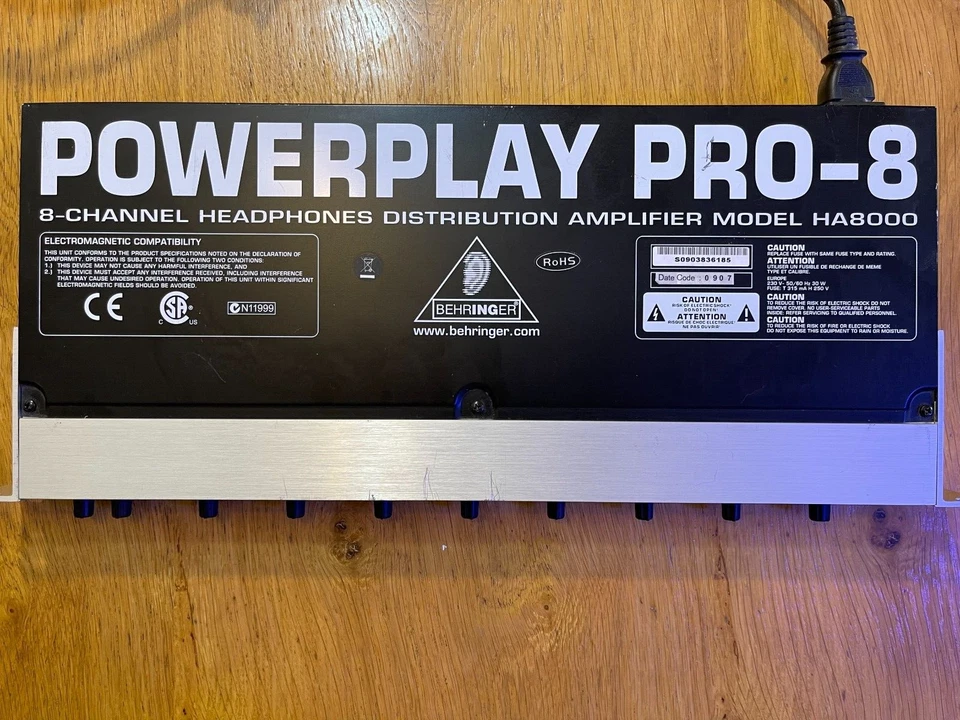 POWERPLAY PRO-8
8-CHANNEL HEADPHONES DISTRIBUTION AMPLIFIER MODEL HA8000
ELECTROMAGNETIC COMPATIBILITY
THIS UNIT CONFORMS TO THE PRODUCT SPECIFICATIONS NOTED ON THE DECLARATION OF
CONFORMITY. OPERATION IS SUBJECT TO THE FOLLOWING TWO CONDITIONS:
1.) THIS DEVICE MAY NOT CAUSE ANY HARMFUL INTERFERENCE, AND
2.) THIS DEVICE MUST ACCEPT ANY INTERFERENCE RECEIVED, INCLUDING INTERFERENCE
THAT MAY CAUSE UNDESIRED OPERATION. OPERATION OF THIS UNIT WITHIN SIGNIFICANT
ELECTROMAGNETIC FIELDS SHOULD BE AVOIDED.
CE
C SA US
N11999
BEHRINGER
www.behringer.com
RoHS
S0903836185
Date Code : 0907
CAUTION
RISK OF ELECTRIC SHOCK!
DO NOT OPEN!
ATTENTION
RISQUE DE CHOC ELECTRIQUE!
NE PAS OUVRIR!
CAUTION
REPLACE FUSE WITH SAME FUSE TYPE AND RATING.
ATTENTION
UTILISER UN FUSIBLE DE RECHANGE DE MEME
TYPE ET CALIBRE.
EUROPE
230 V~ 50/60 Hz 30 W
FUSE: T 315 mA H 250 V
CAUTION
TO REDUCE THE RISK OF ELECTRIC SHOCK DO NOT
REMOVE COVER. NO USER-SERVICEABLE PARTS
INSIDE: REFER SERVICING TO QUALIFIED PERSONNEL.
CAUTION
TO REDUCE THE RISK OF FIRE OR ELECTRIC SHOCK
DO NOT EXPOSE THIS EQUIPMENT TO RAIN OR MOISTURE.